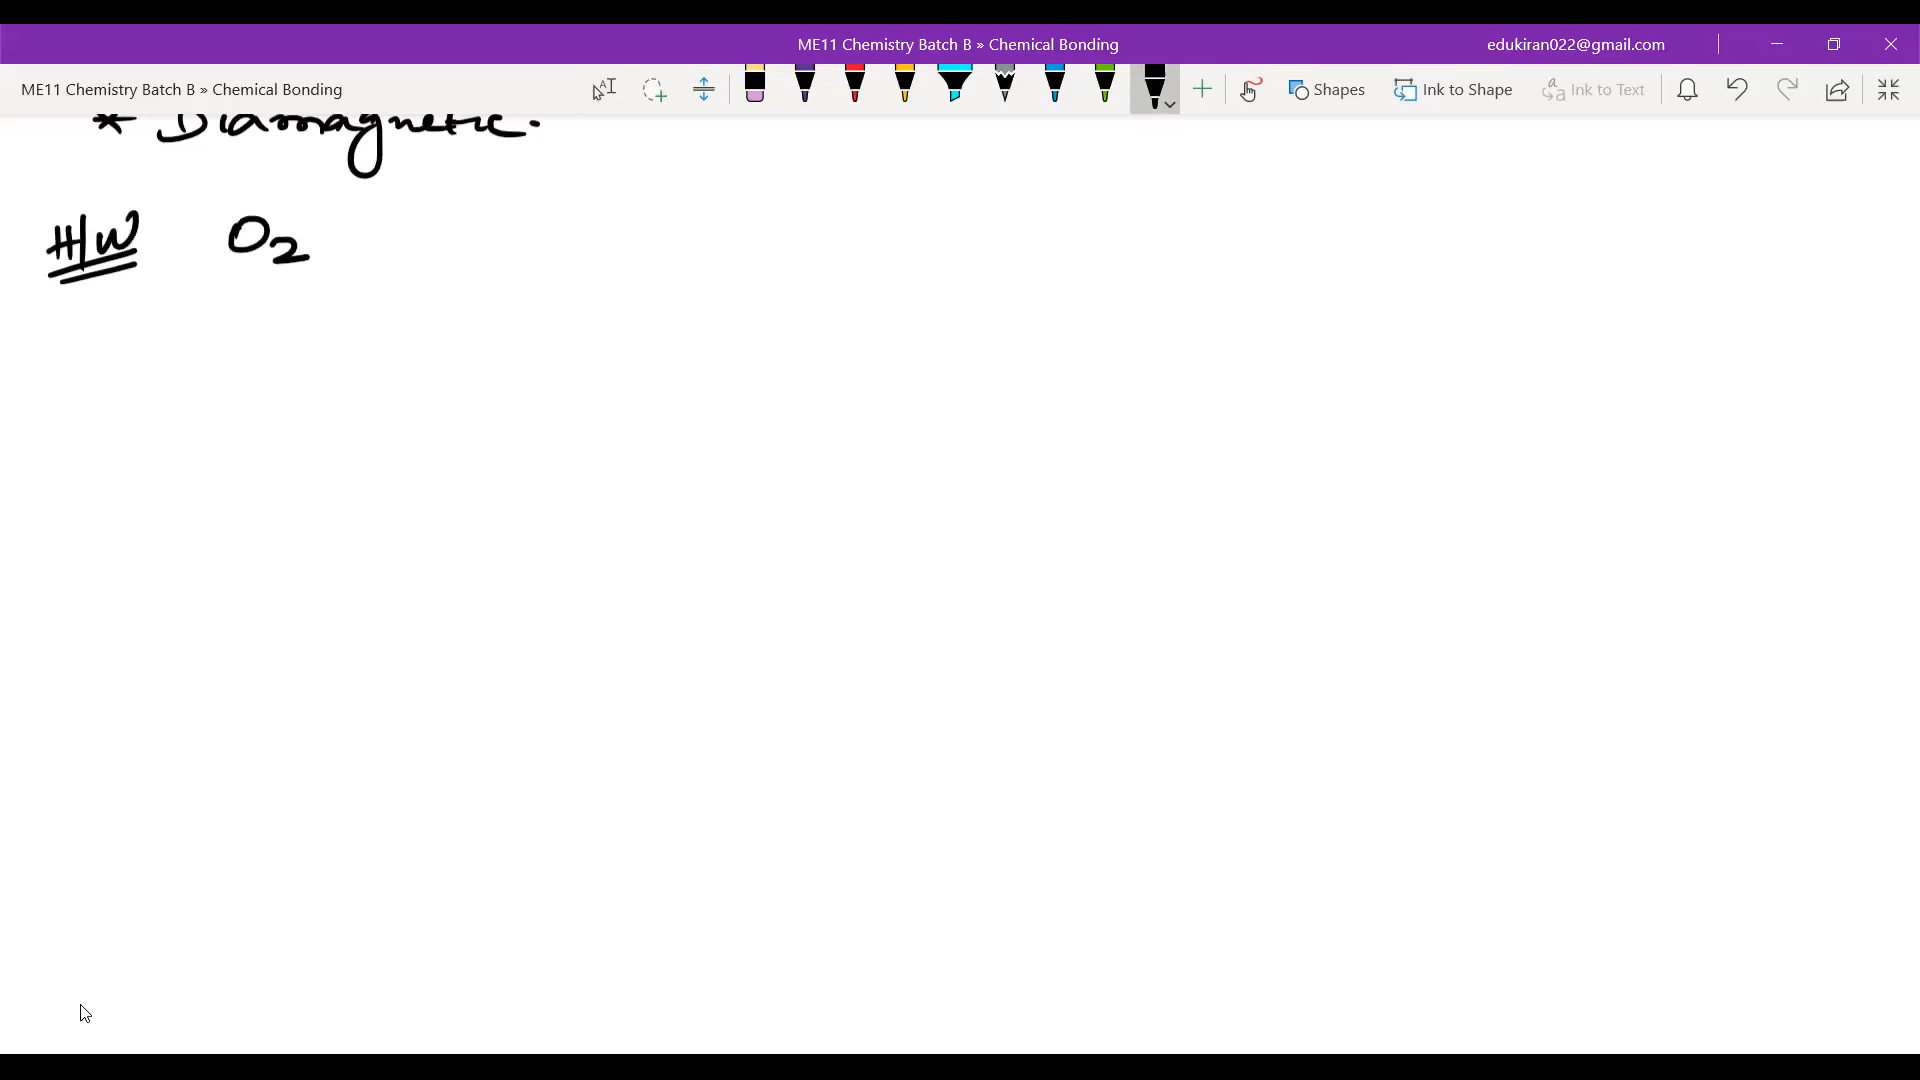 ME11 Chemistry Batch B » Chemical Bonding
edukiran022@gmail.com
ME11 Chemistry Batch B » Chemical Bonding
Shapes
Ink to Shape
Ink to Text
* Diamagnetic.
H/W O₂